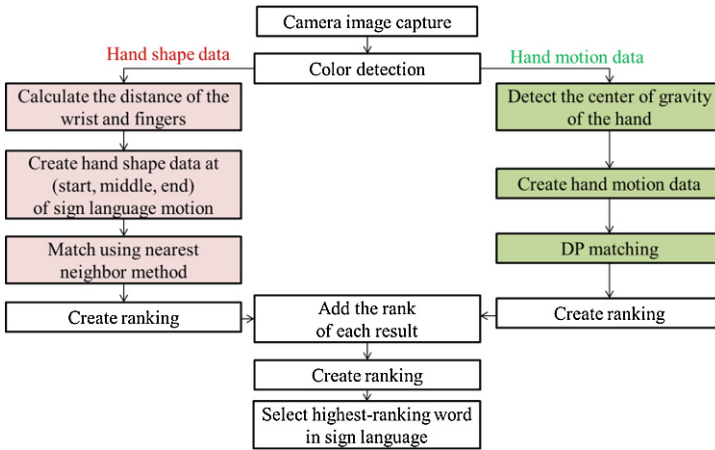 Camera image capture
Color detection
Hand shape data
Calculate the distance of the
wrist and fingers
Create hand shape data at
(start, middle, end)
of sign language motion
Match using nearest
neighbor method
Create ranking
Hand motion data
Detect the center of gravity
of the hand
Create hand motion data
DP matching
Create ranking
Add the rank
of each result
Create ranking
Select highest-ranking word
in sign language